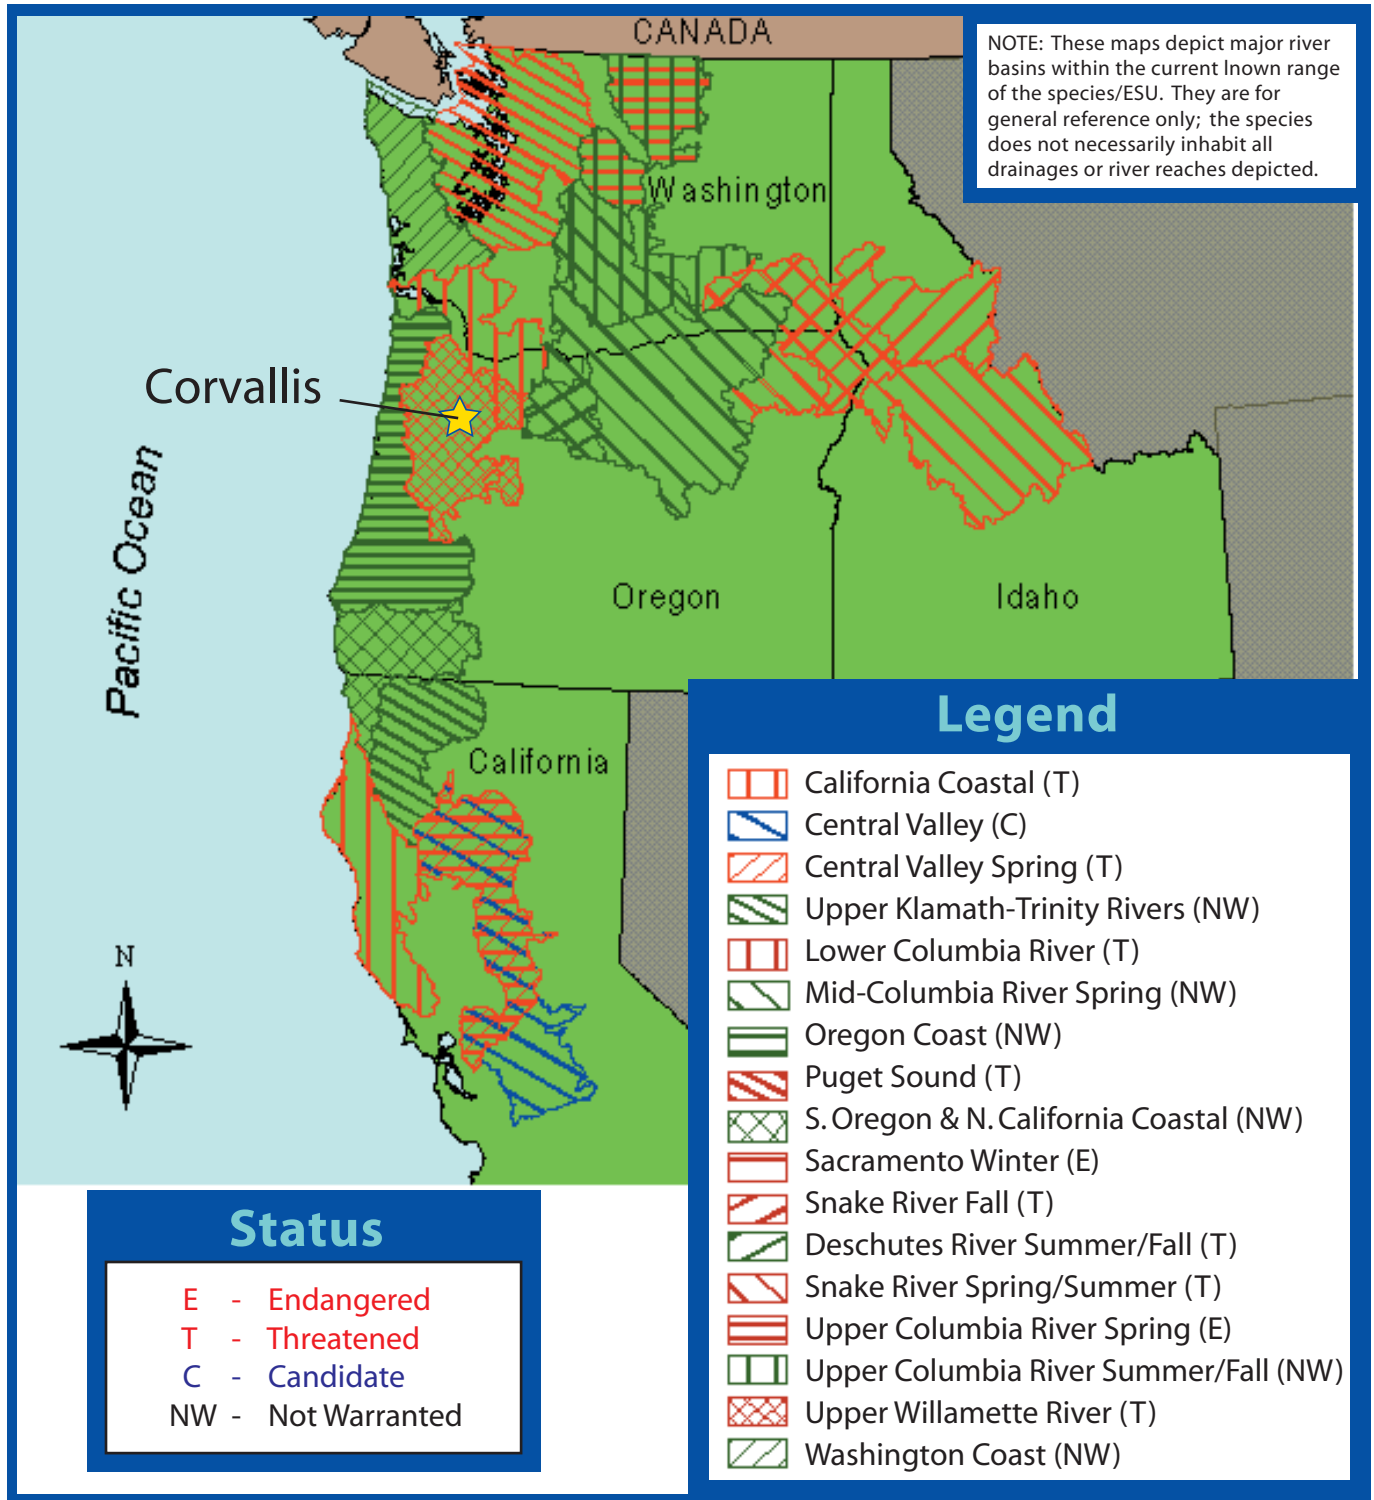 CANADA
NOTE: These maps depict major river
basins within the current lnown range
of the species/ESU. They are for
general reference only; the species
does not necessarily inhabit all
drainages or river reaches depicted.
Washington
Corvallis
Pacific Ocean
Oregon
Idaho
California
N
Legend
California Coastal (T)
Central Valley (C)
Central Valley Spring (T)
Upper Klamath-Trinity Rivers (NW)
Lower Columbia River (T)
Mid-Columbia River Spring (NW)
Oregon Coast (NW)
Puget Sound (T)
S. Oregon & N. California Coastal (NW)
Sacramento Winter (E)
Snake River Fall (T)
Deschutes River Summer/Fall (T)
Snake River Spring/Summer (T)
Upper Columbia River Spring (E)
Upper Columbia River Summer/Fall (NW)
Upper Willamette River (T)
Washington Coast (NW)
Status
E - Endangered
T - Threatened
C - Candidate
NW - Not Warranted